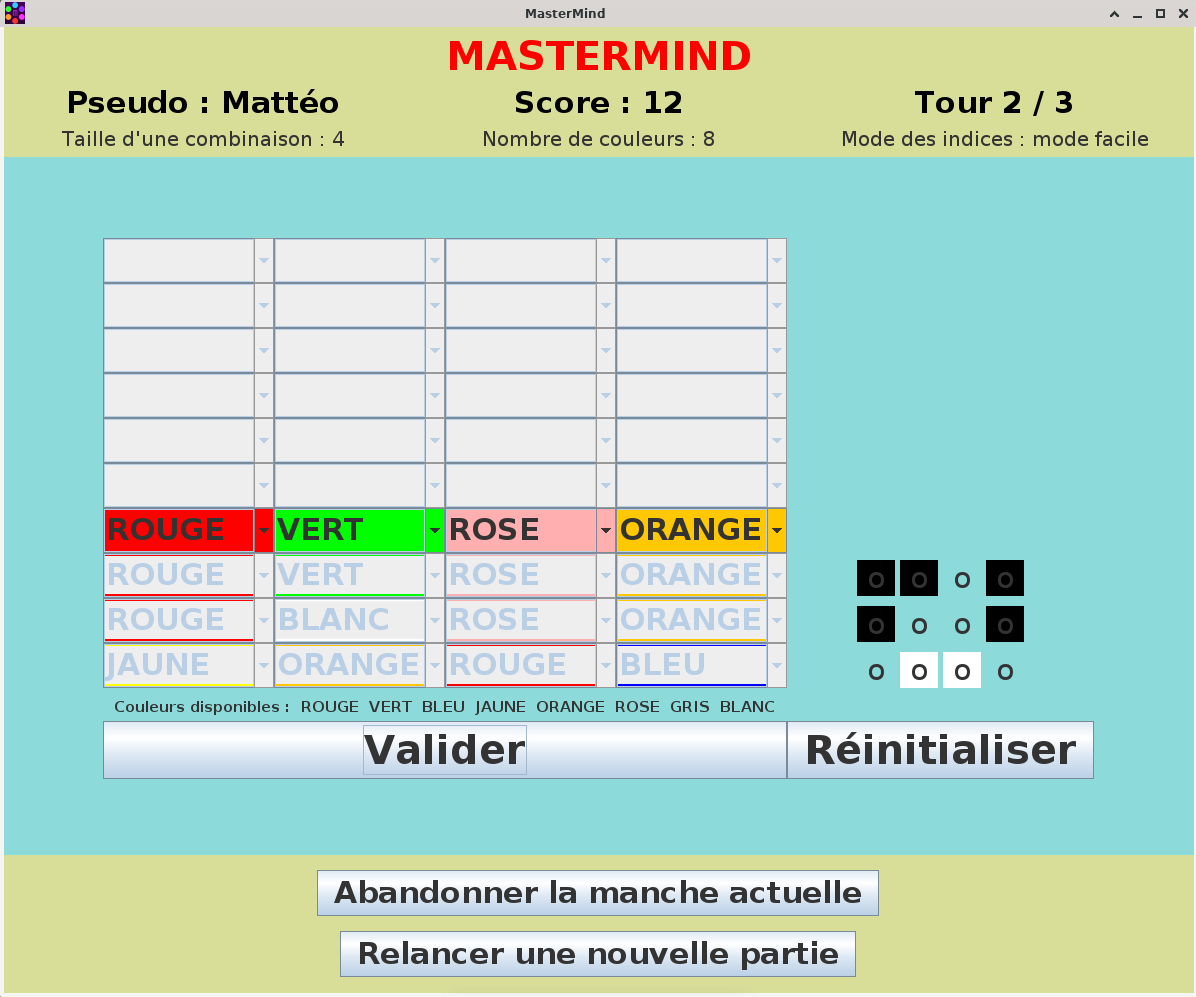 MasterMind
MASTERMIND
Pseudo : Mattéo Score : 12 Tour 2 / 3
Taille d'une combinaison : 4 Nombre de couleurs : 8 Mode des indices : mode facile
ROUGE VERT ROSE ORANGE
ROUGE VERT ROSE ORANGE o o o o
ROUGE BLANC ROSE ORANGE o o o o
JAUNE ORANGE ROUGE BLEU o o o o
Couleurs disponibles : ROUGE VERT BLEU JAUNE ORANGE ROSE GRIS BLANC
Valider Réinitialiser
Abandonner la manche actuelle
Relancer une nouvelle partie